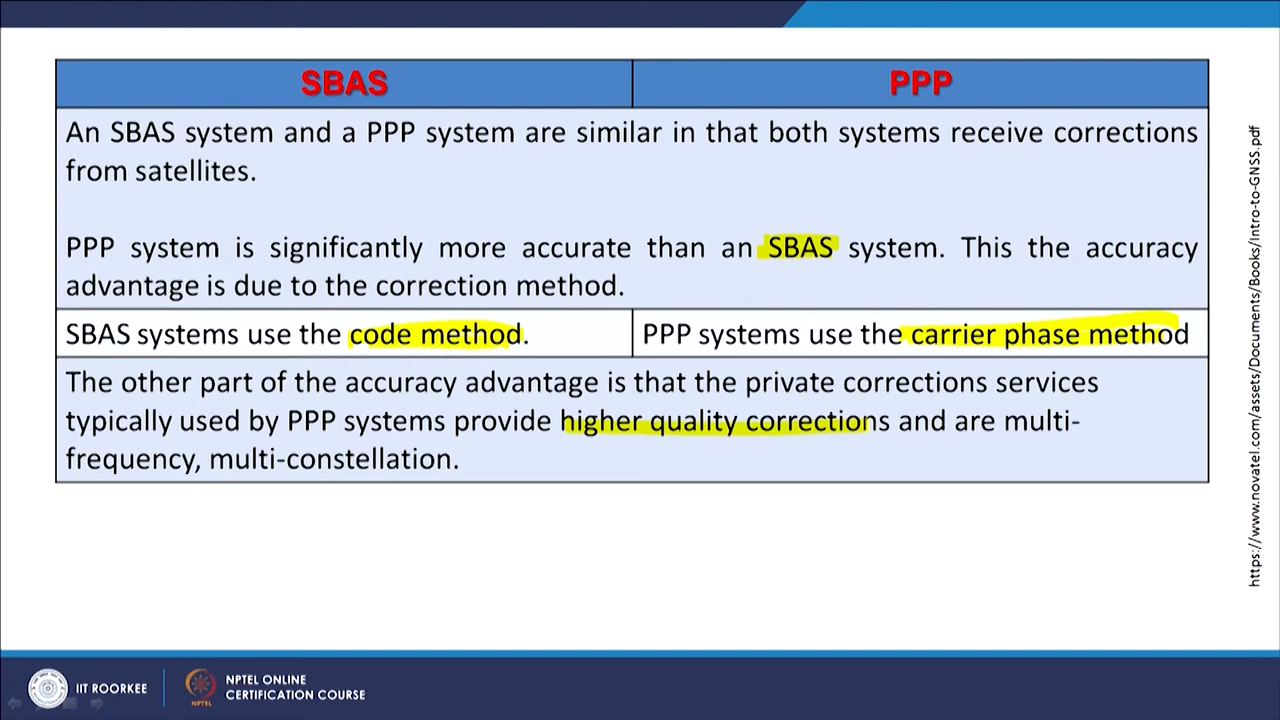 SBAS
PPP
An SBAS system and a PPP system are similar in that both systems receive corrections
from satellites.
PPP system is significantly more accurate than an SBAS system. This the accuracy
advantage is due to the correction method.
SBAS systems use the code method.
PPP systems use the carrier phase method
The other part of the accuracy advantage is that the private corrections services
typically used by PPP systems provide higher quality corrections and are multi-
frequency, multi-constellation.
https://www.novatel.com/assets/Documents/Books/Intro-to-GNSS.pdf
IIT ROORKEE
NPTEL
NPTEL ONLINE
CERTIFICATION COURSE